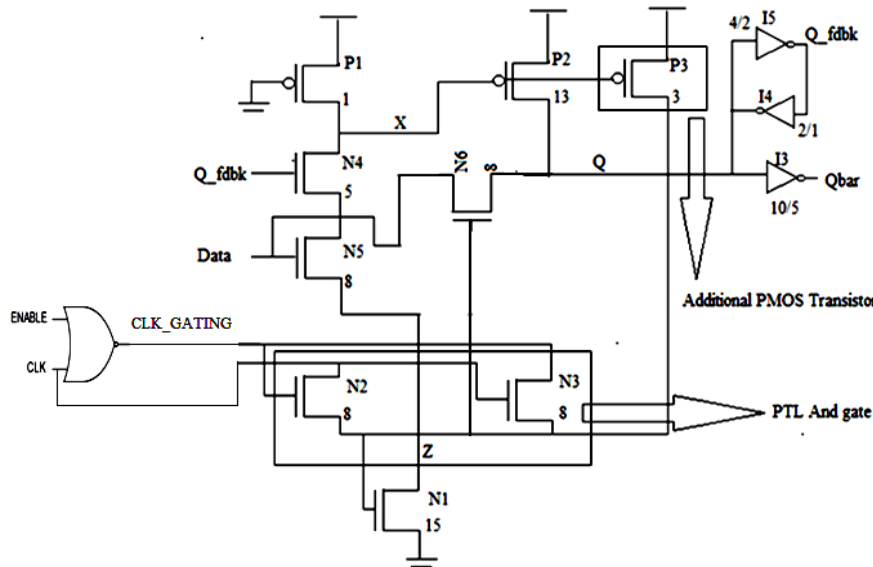 I5
4/2
Q_fdbk
P1
P2
P3
1
13
3
I4
2/1
X
N6
8
Q
I3
Qbar
10/5
Q_fdbk
N4
5
Data
N5
8
Additional PMOS Transistor
ENABLE
CLK_GATING
CLK
N2
8
N3
8
PTL And gate
Z
N1
15